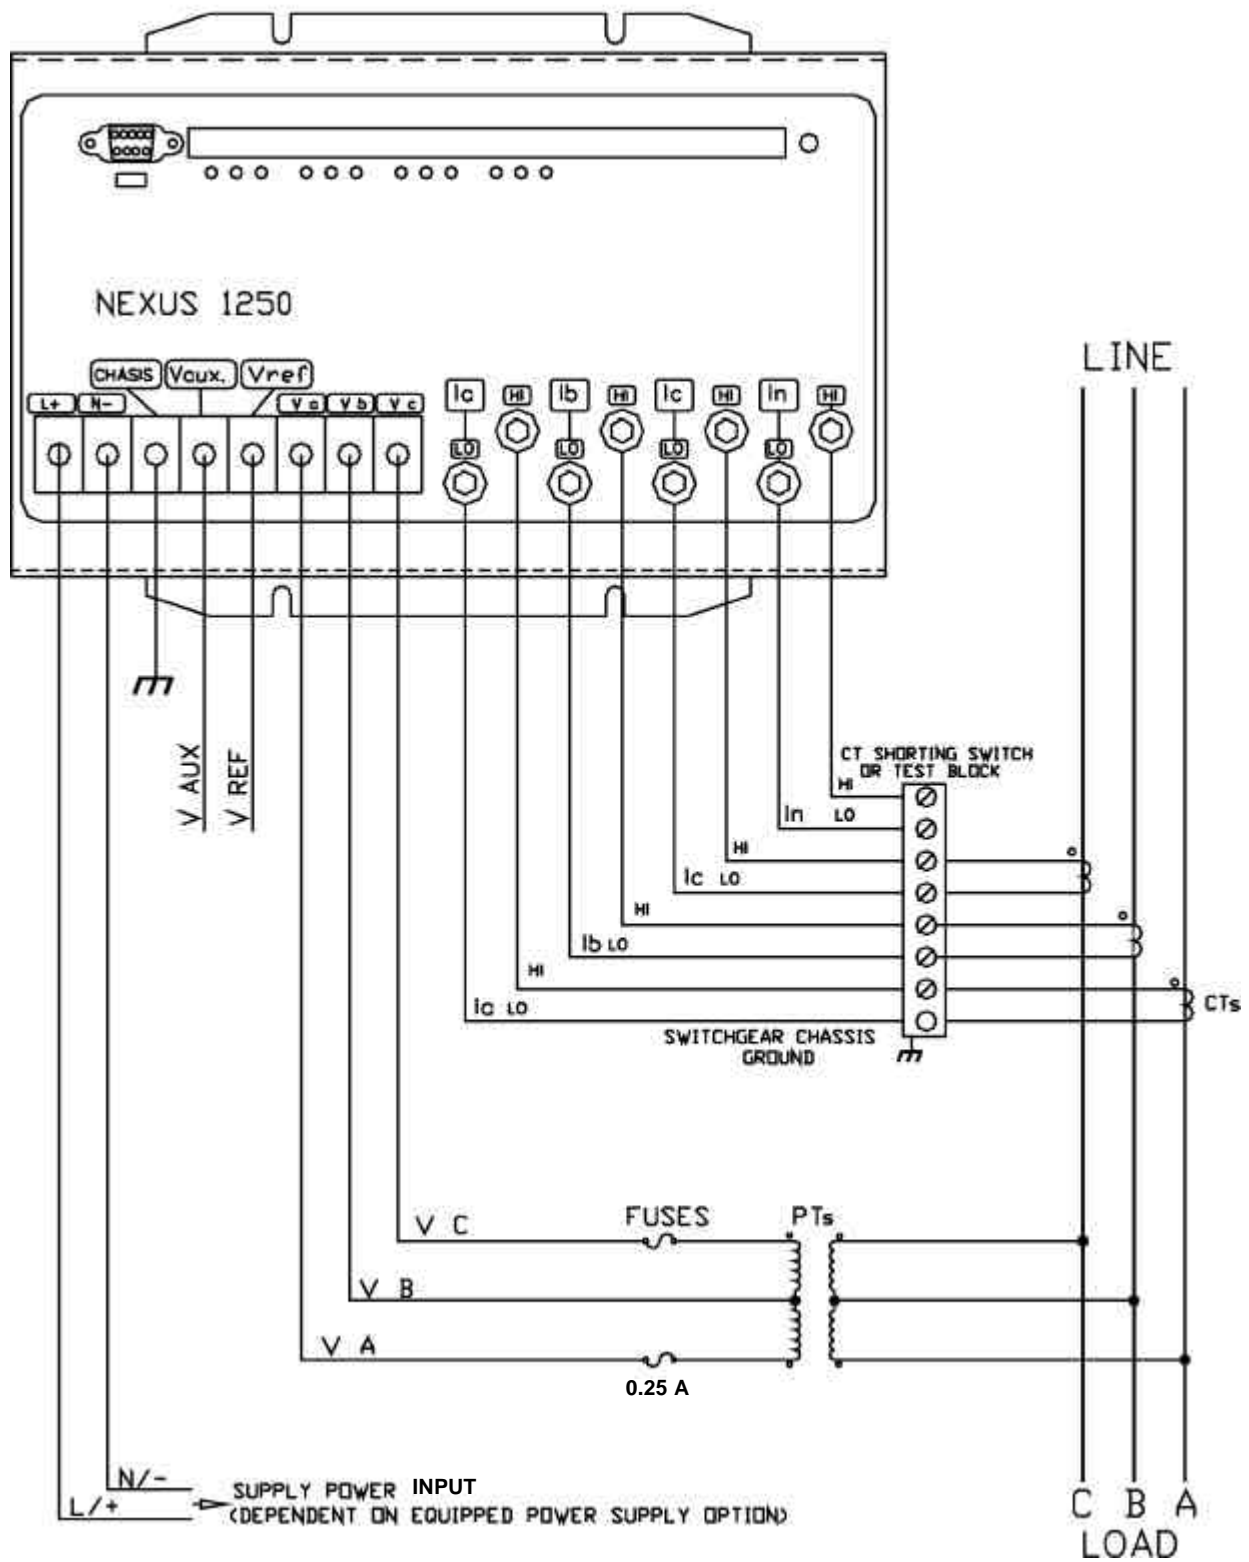 NEXUS 1250
CHASIS Vaux. Vref
L+ N- Va Vb Vc
Ia HI Ib HI Ic HI In HI
LO LO LO LO
LINE
V AUX
V REF
CT SHORTING SWITCH
OR TEST BLOCK
HI
In LO
HI
Ic LO
HI
Ib LO
HI
Ia LO
CTs
SWITCHGEAR CHASSIS
GROUND
FUSES PTs
V C
V B
V A
0.25 A
N/-
L/+
SUPPLY POWER INPUT
(DEPENDENT ON EQUIPPED POWER SUPPLY OPTION)
C B A
LOAD